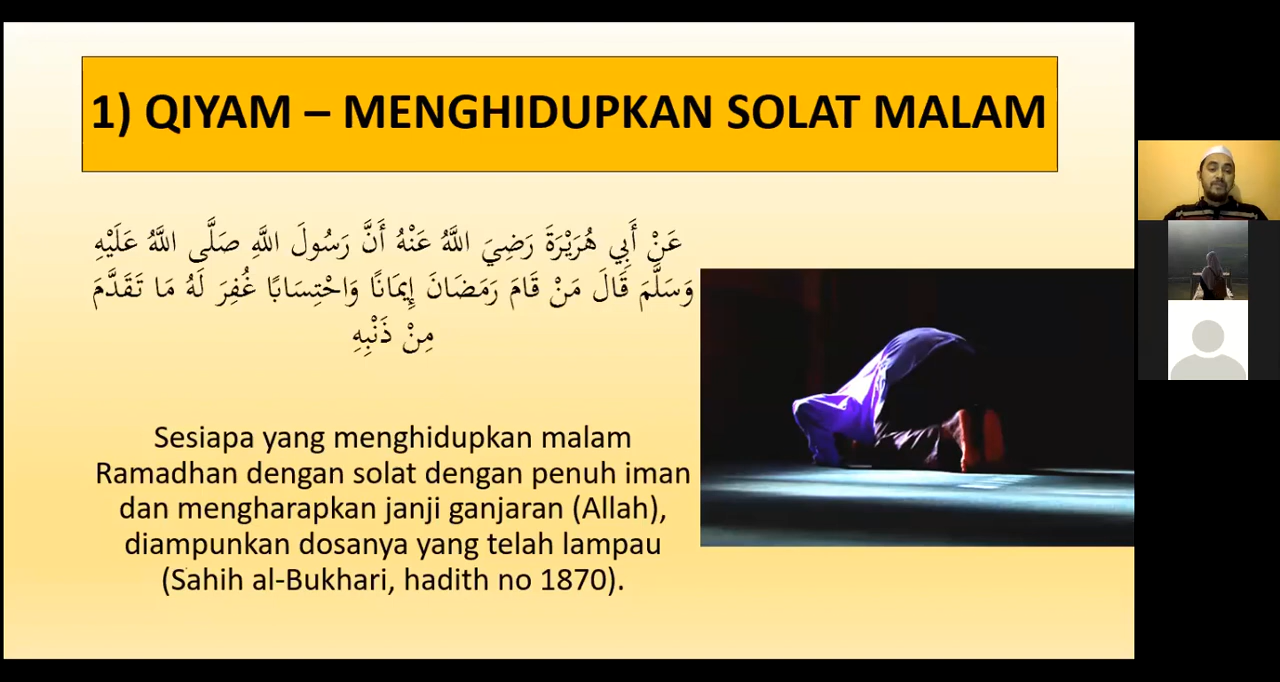 1) QIYAM – MENGHIDUPKAN SOLAT MALAM
عَنْ أَبِي هُرَيْرَةَ رَضِيَ اللَّهُ عَنْهُ أَنَّ رَسُولَ اللَّهِ صَلَّى اللَّهُ عَلَيْهِ
وَسَلَّمَ قَالَ مَنْ قَامَ رَمَضَانَ إِيمَانًا وَاحْتِسَابًا غُفِرَ لَهُ مَا تَقَدَّمَ
مِنْ ذَنْبِهِ
Sesiapa yang menghidupkan malam
Ramadhan dengan solat dengan penuh iman
dan mengharapkan janji ganjaran (Allah),
diampunkan dosanya yang telah lampau
(Sahih al-Bukhari, hadith no 1870).